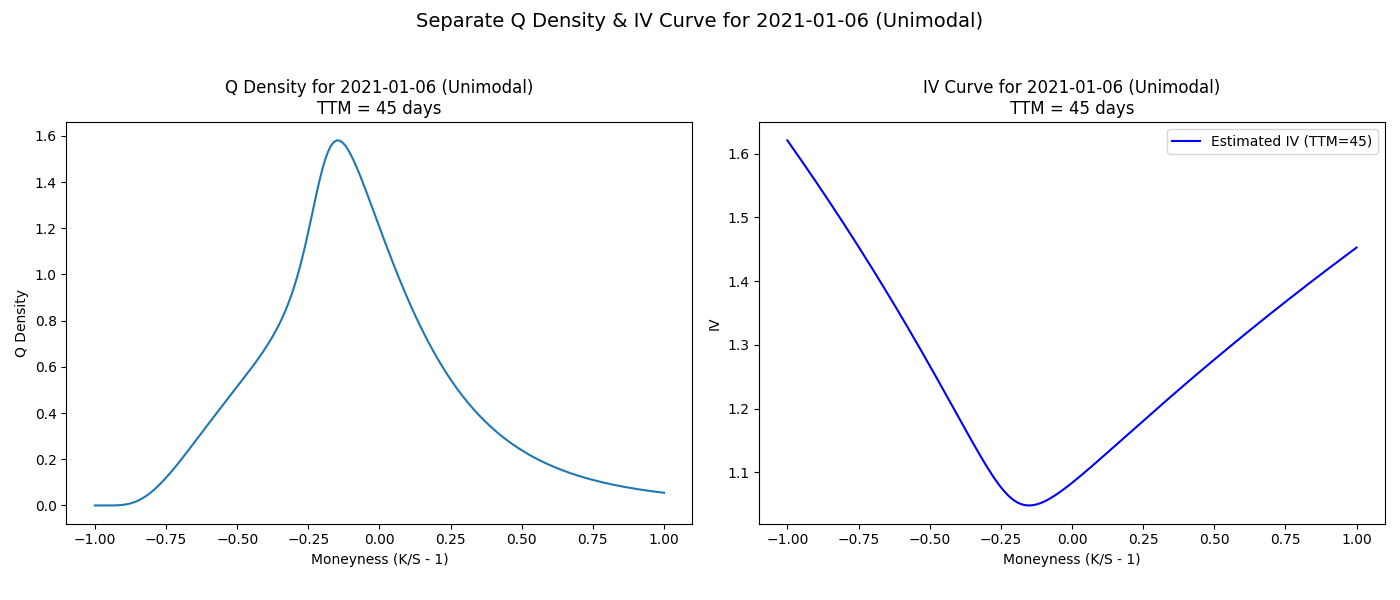 Separate Q Density & IV Curve for 2021-01-06 (Unimodal)
Q Density for 2021-01-06 (Unimodal)
TTM = 45 days
1.6
1.4
1.2
1.0
0.8
0.6
0.4
0.2
0.0
Q Density
−1.00 −0.75 −0.50 −0.25 0.00 0.25 0.50 0.75 1.00
Moneyness (K/S - 1)
IV Curve for 2021-01-06 (Unimodal)
TTM = 45 days
Estimated IV (TTM=45)
1.6
1.5
1.4
1.3
1.2
1.1
IV
−1.00 −0.75 −0.50 −0.25 0.00 0.25 0.50 0.75 1.00
Moneyness (K/S - 1)